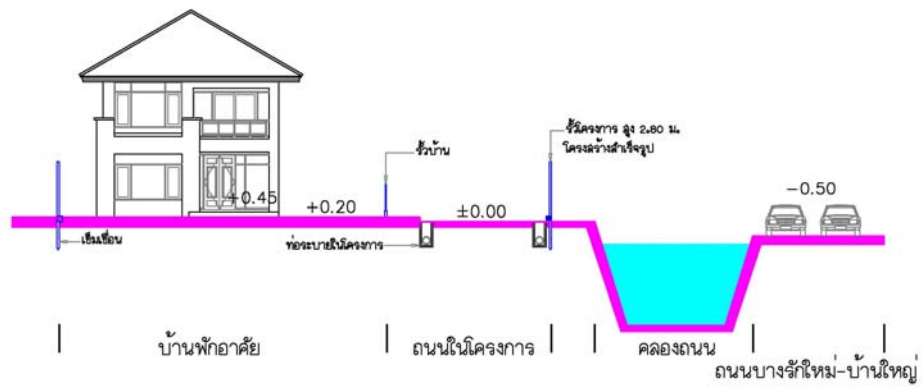 รั้วโครงการ สูง 2.80 ม.
โครงสร้างสำเร็จรูป
รั้วบ้าน
-0.50
+0.45
+0.20
±0.00
เข็มเขื่อน
ท่อระบายในโครงการ
บ้านพักอาศัย
ถนนในโครงการ
คลองถนน
ถนนบางรักใหม่-บ้านใหญ่